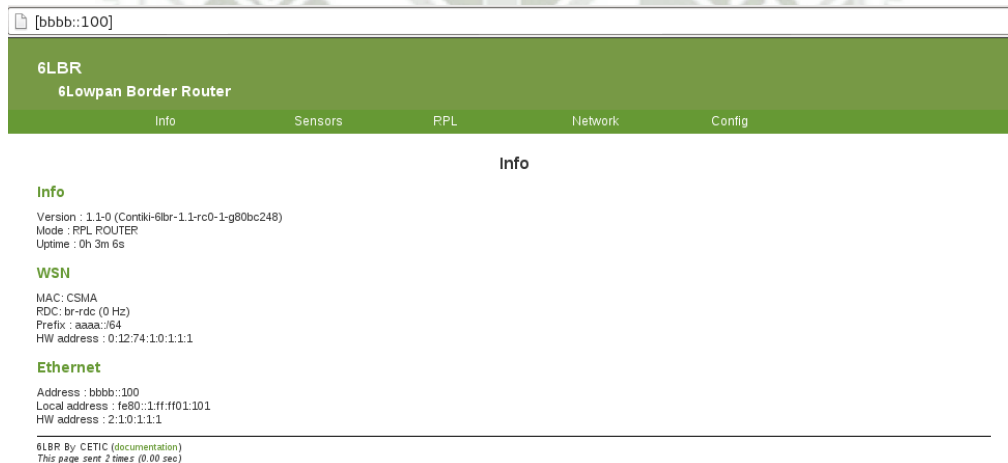 [bbbb::100]
6LBR
6Lowpan Border Router
Info Sensors RPL Network Config
Info
Info
Version : 1.1-0 (Contiki-6lbr-1.1-rc0-1-g80bc248)
Mode : RPL ROUTER
Uptime : 0h 3m 6s
WSN
MAC: CSMA
RDC: br-rdc (0 Hz)
Prefix : aaaa::/64
HW address : 0:12:74:1:0:1:1:1
Ethernet
Address : bbbb::100
Local address : fe80::1:ff:ff01:101
HW address : 2:1:0:1:1:1
6LBR By CETIC (documentation)
This page sent 2 times (0.00 sec)